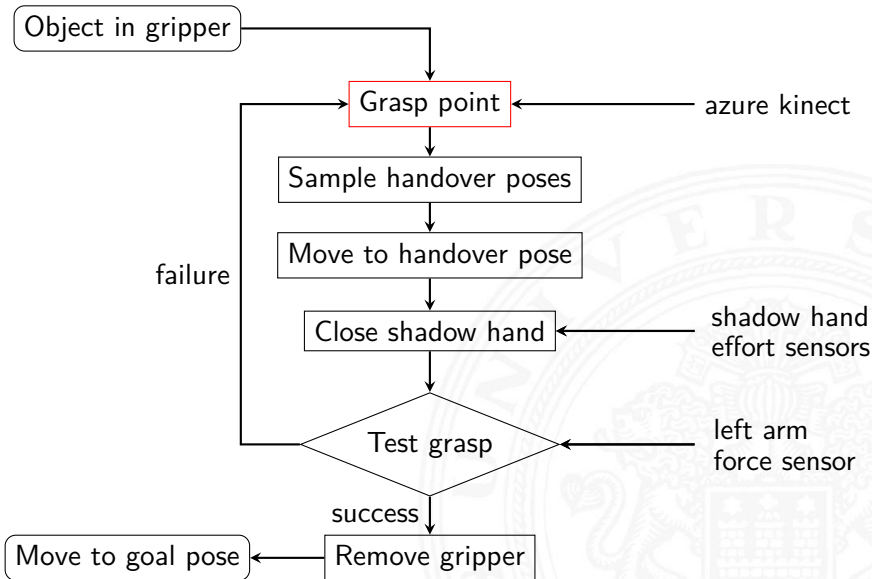 Object in gripper
Grasp point
azure kinect
Sample handover poses
Move to handover pose
failure
Close shadow hand
shadow hand
effort sensors
Test grasp
left arm
force sensor
success
Move to goal pose
Remove gripper